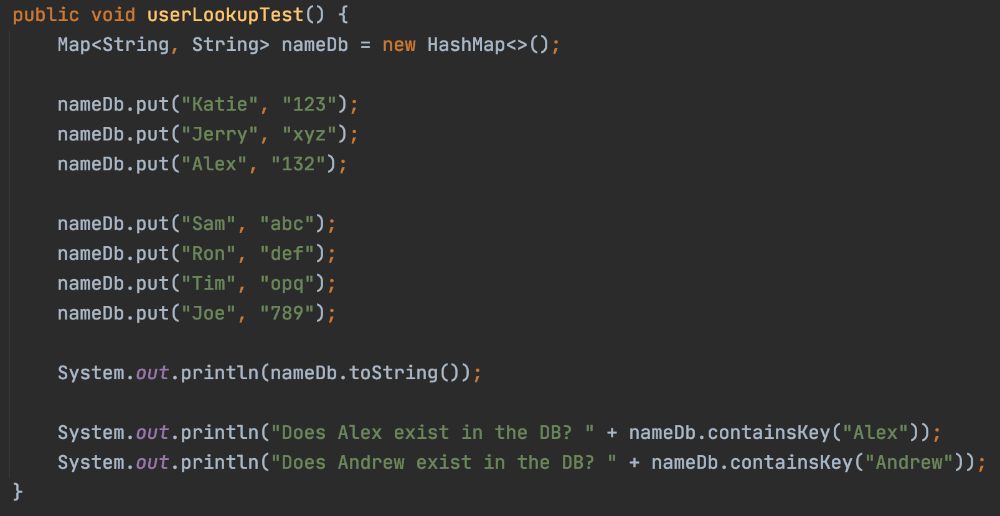 public void userLookupTest() {
    Map<String, String> nameDb = new HashMap<>();
    nameDb.put("Katie", "123");
    nameDb.put("Jerry", "xyz");
    nameDb.put("Alex", "132");
    nameDb.put("Sam", "abc");
    nameDb.put("Ron", "def");
    nameDb.put("Tim", "opq");
    nameDb.put("Joe", "789");
    System.out.println(nameDb.toString());
    System.out.println("Does Alex exist in the DB? " + nameDb.containsKey("Alex"));
    System.out.println("Does Andrew exist in the DB? " + nameDb.containsKey("Andrew"));
}